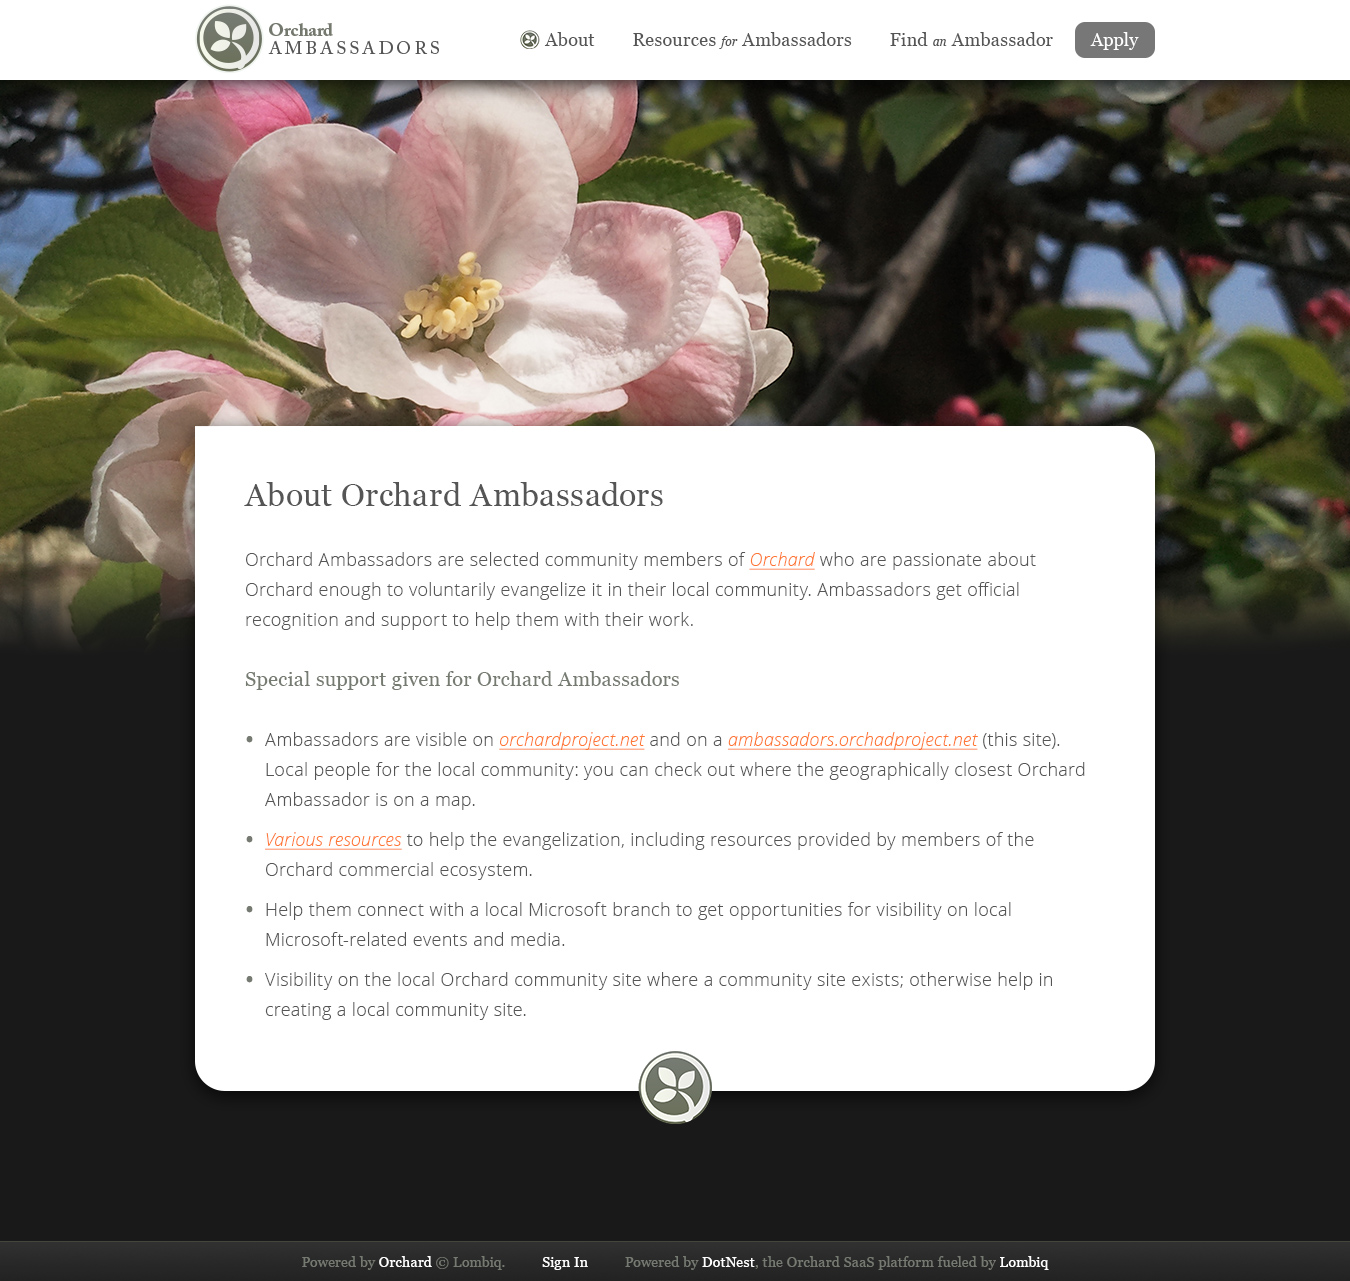 Orchard
AMBASSADORS
About
Resources for Ambassadors
Find an Ambassador
Apply
About Orchard Ambassadors
Orchard Ambassadors are selected community members of Orchard who are passionate about
Orchard enough to voluntarily evangelize it in their local community. Ambassadors get official
recognition and support to help them with their work.
Special support given for Orchard Ambassadors
• Ambassadors are visible on orchardproject.net and on a ambassadors.orchadproject.net (this site).
Local people for the local community: you can check out where the geographically closest Orchard
Ambassador is on a map.
• Various resources to help the evangelization, including resources provided by members of the
Orchard commercial ecosystem.
• Help them connect with a local Microsoft branch to get opportunities for visibility on local
Microsoft-related events and media.
• Visibility on the local Orchard community site where a community site exists; otherwise help in
creating a local community site.
Powered by Orchard © Lombiq.
Sign In
Powered by DotNest, the Orchard SaaS platform fueled by Lombiq